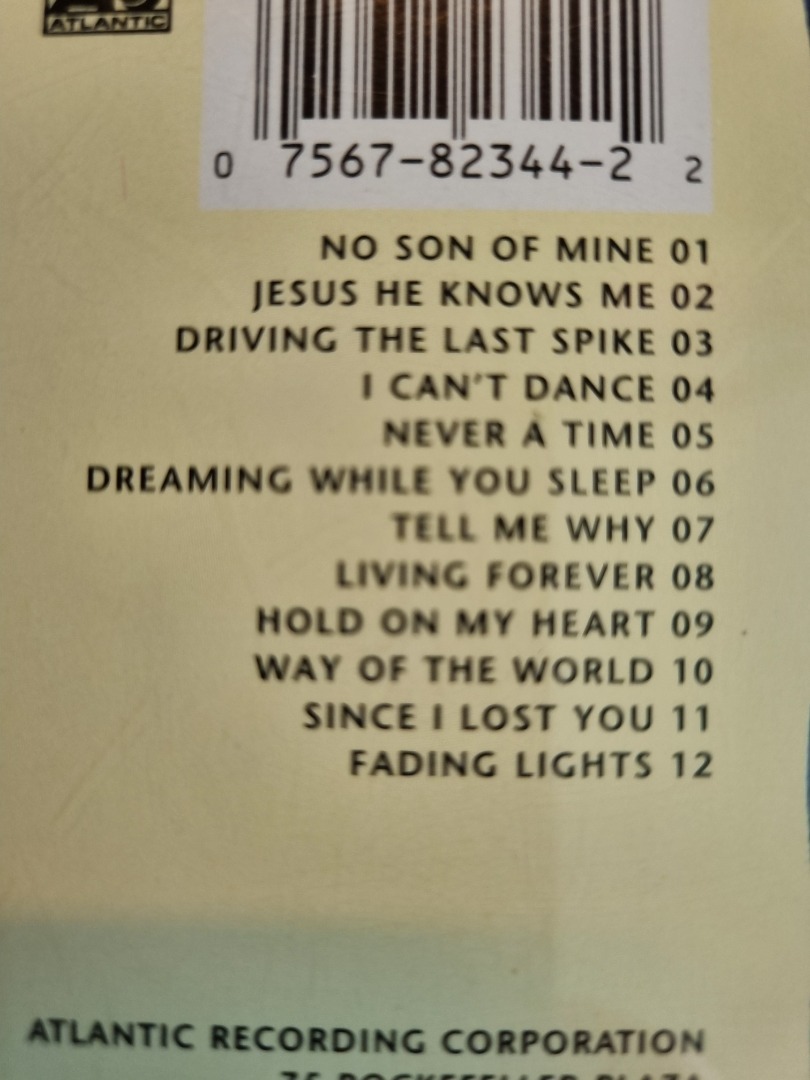 ATLANTIC
0 7567-82344-2 2
NO SON OF MINE 01
JESUS HE KNOWS ME 02
DRIVING THE LAST SPIKE 03
I CAN'T DANCE 04
NEVER A TIME 05
DREAMING WHILE YOU SLEEP 06
TELL ME WHY 07
LIVING FOREVER 08
HOLD ON MY HEART 09
WAY OF THE WORLD 10
SINCE I LOST YOU 11
FADING LIGHTS 12
ATLANTIC RECORDING CORPORATION
75 ROCKEFELLER PLAZA